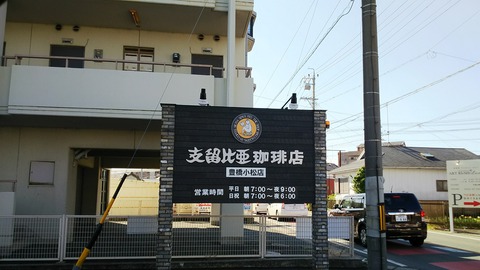 支留比亜珈琲店
豊橋小松店
営業時間 平日 朝7:00～夜9:00
日祝 朝7:00～夜6:00
P